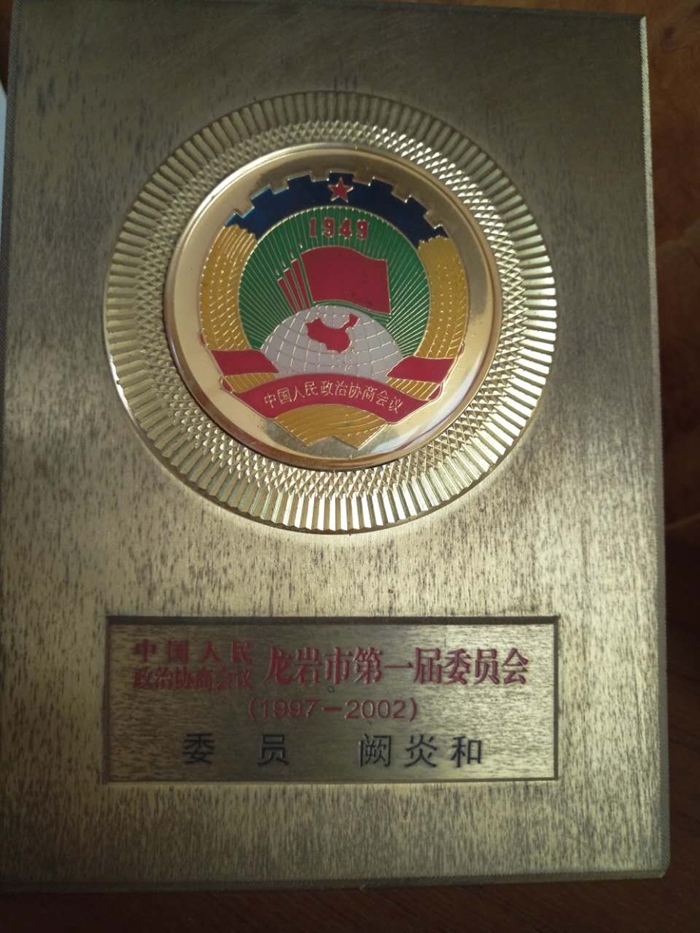 1949
中国人民政治协商会议
中国人民
政治协商会议 龙岩市第一届委员会
(1997-2002)
委员 阙炎和